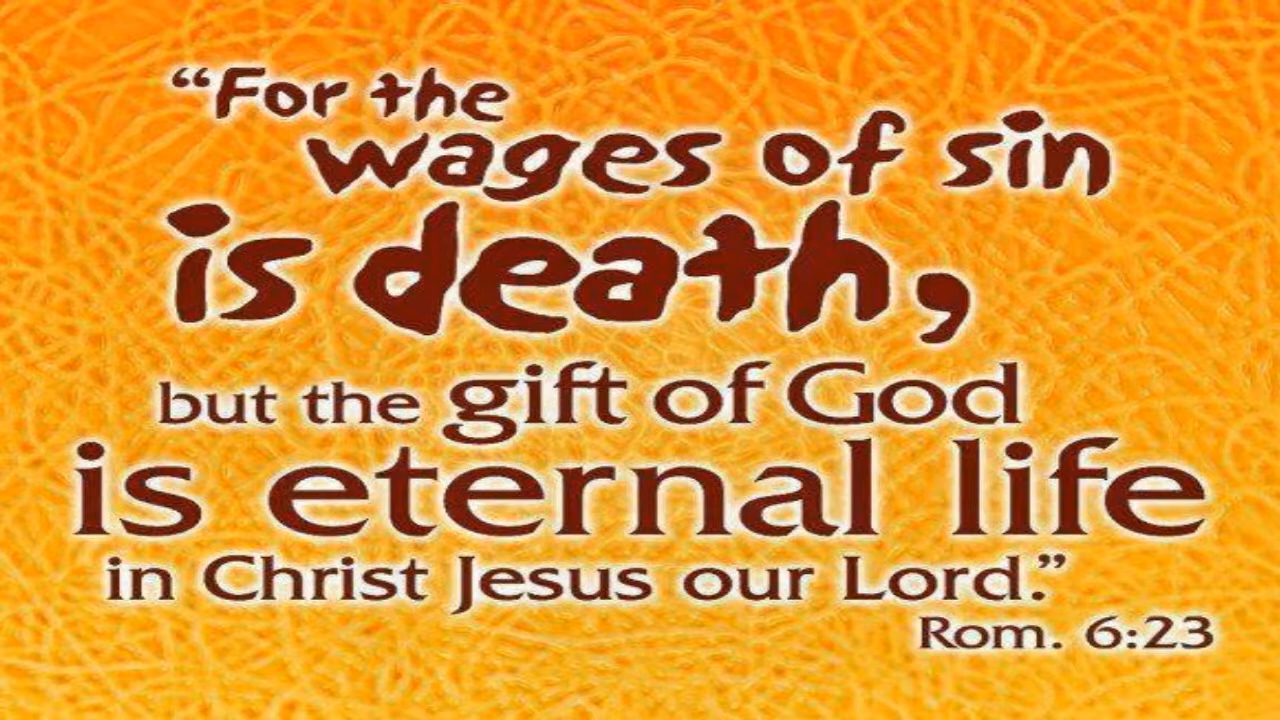 “For the
wages of sin
is death,
but the gift of God
is eternal life
in Christ Jesus our Lord.”
Rom. 6:23